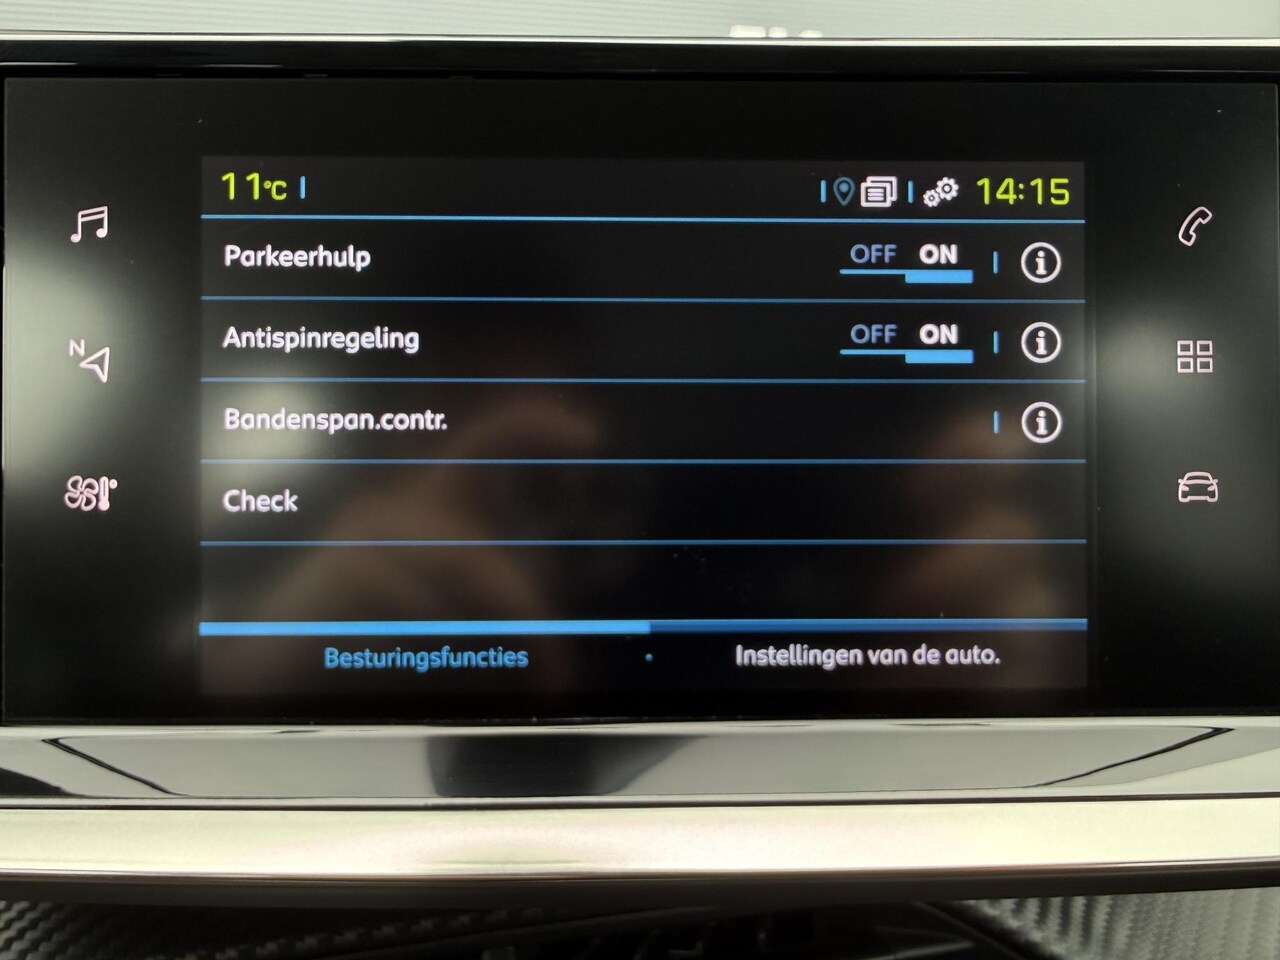 11°C 14:15
Parkeerhulp OFF ON
Antispinregeling OFF ON
Bandenspan.contr.
Check
Besturingsfuncties Instellingen van de auto.
N